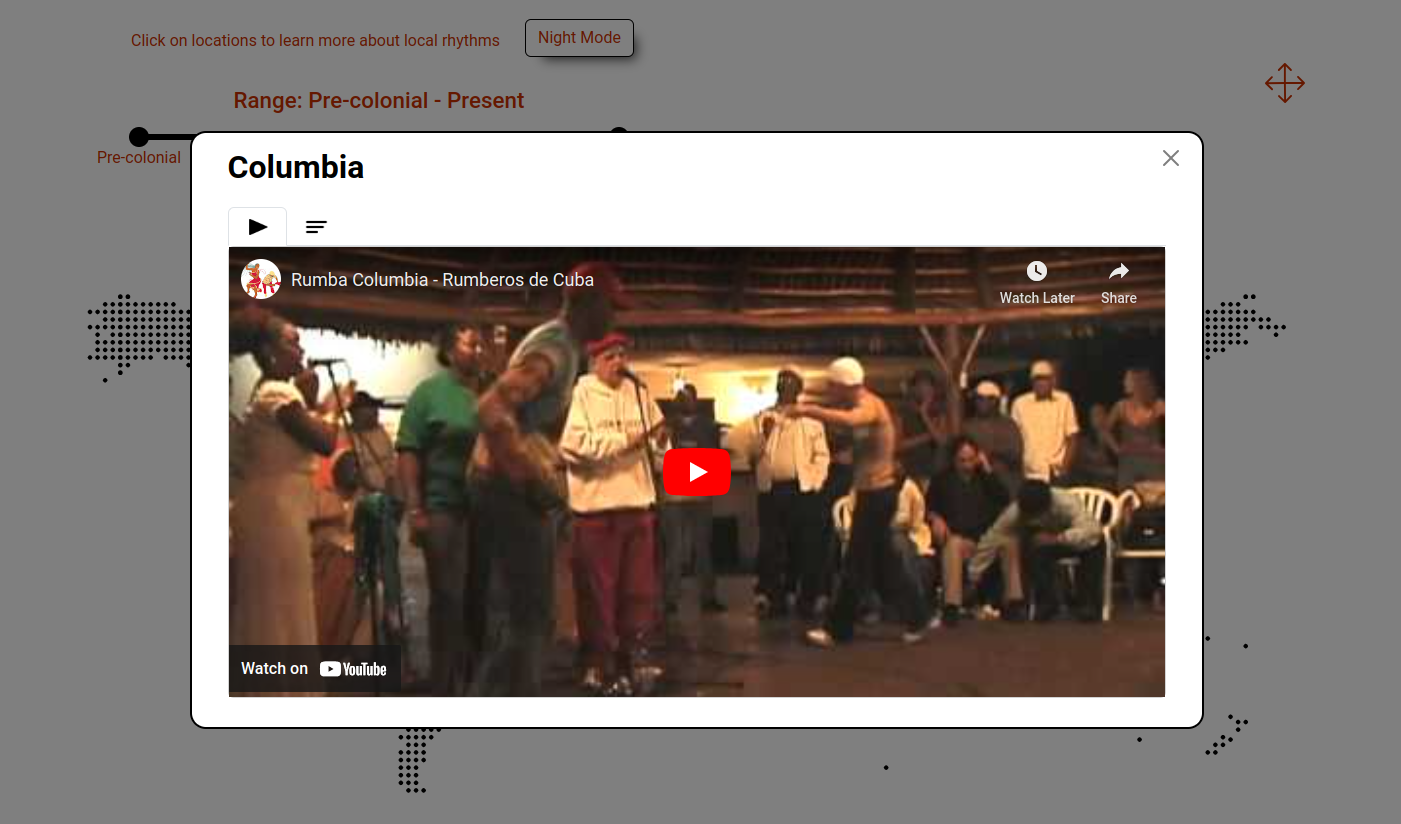 Click on locations to learn more about local rhythms
Night Mode
Range: Pre-colonial - Present
Pre-colonial
Columbia
Rumba Columbia - Rumberos de Cuba
Watch Later
Share
Watch on YouTube